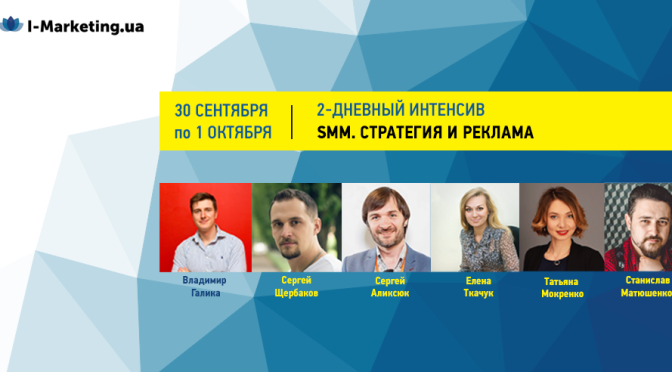 I-Marketing.ua
30 СЕНТЯБРЯ
по 1 ОКТЯБРЯ
2-ДНЕВНЫЙ ИНТЕНСИВ
SMM. СТРАТЕГИЯ И РЕКЛАМА
Владимир
Галика
Сергей
Щербаков
Сергей
Аликсюк
Елена
Ткачук
Татьяна
Мокренко
Станислав
Матюшенко